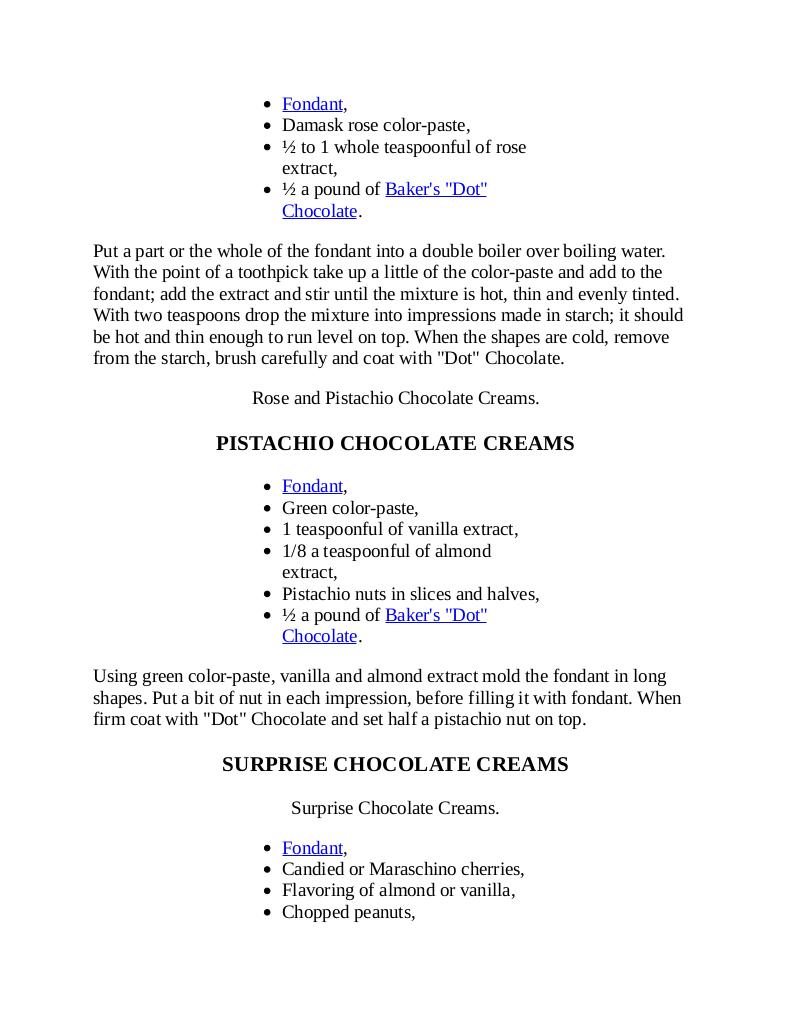 • Fondant,
• Damask rose color-paste,
• ½ to 1 whole teaspoonful of rose
extract,
• ½ a pound of Baker's "Dot"
Chocolate.
Put a part or the whole of the fondant into a double boiler over boiling water.
With the point of a toothpick take up a little of the color-paste and add to the
fondant; add the extract and stir until the mixture is hot, thin and evenly tinted.
With two teaspoons drop the mixture into impressions made in starch; it should
be hot and thin enough to run level on top. When the shapes are cold, remove
from the starch, brush carefully and coat with "Dot" Chocolate.
Rose and Pistachio Chocolate Creams.
PISTACHIO CHOCOLATE CREAMS
• Fondant,
• Green color-paste,
• 1 teaspoonful of vanilla extract,
• 1/8 a teaspoonful of almond
extract,
• Pistachio nuts in slices and halves,
• ½ a pound of Baker's "Dot"
Chocolate.
Using green color-paste, vanilla and almond extract mold the fondant in long
shapes. Put a bit of nut in each impression, before filling it with fondant. When
firm coat with "Dot" Chocolate and set half a pistachio nut on top.
SURPRISE CHOCOLATE CREAMS
Surprise Chocolate Creams.
• Fondant,
• Candied or Maraschino cherries,
• Flavoring of almond or vanilla,
• Chopped peanuts,